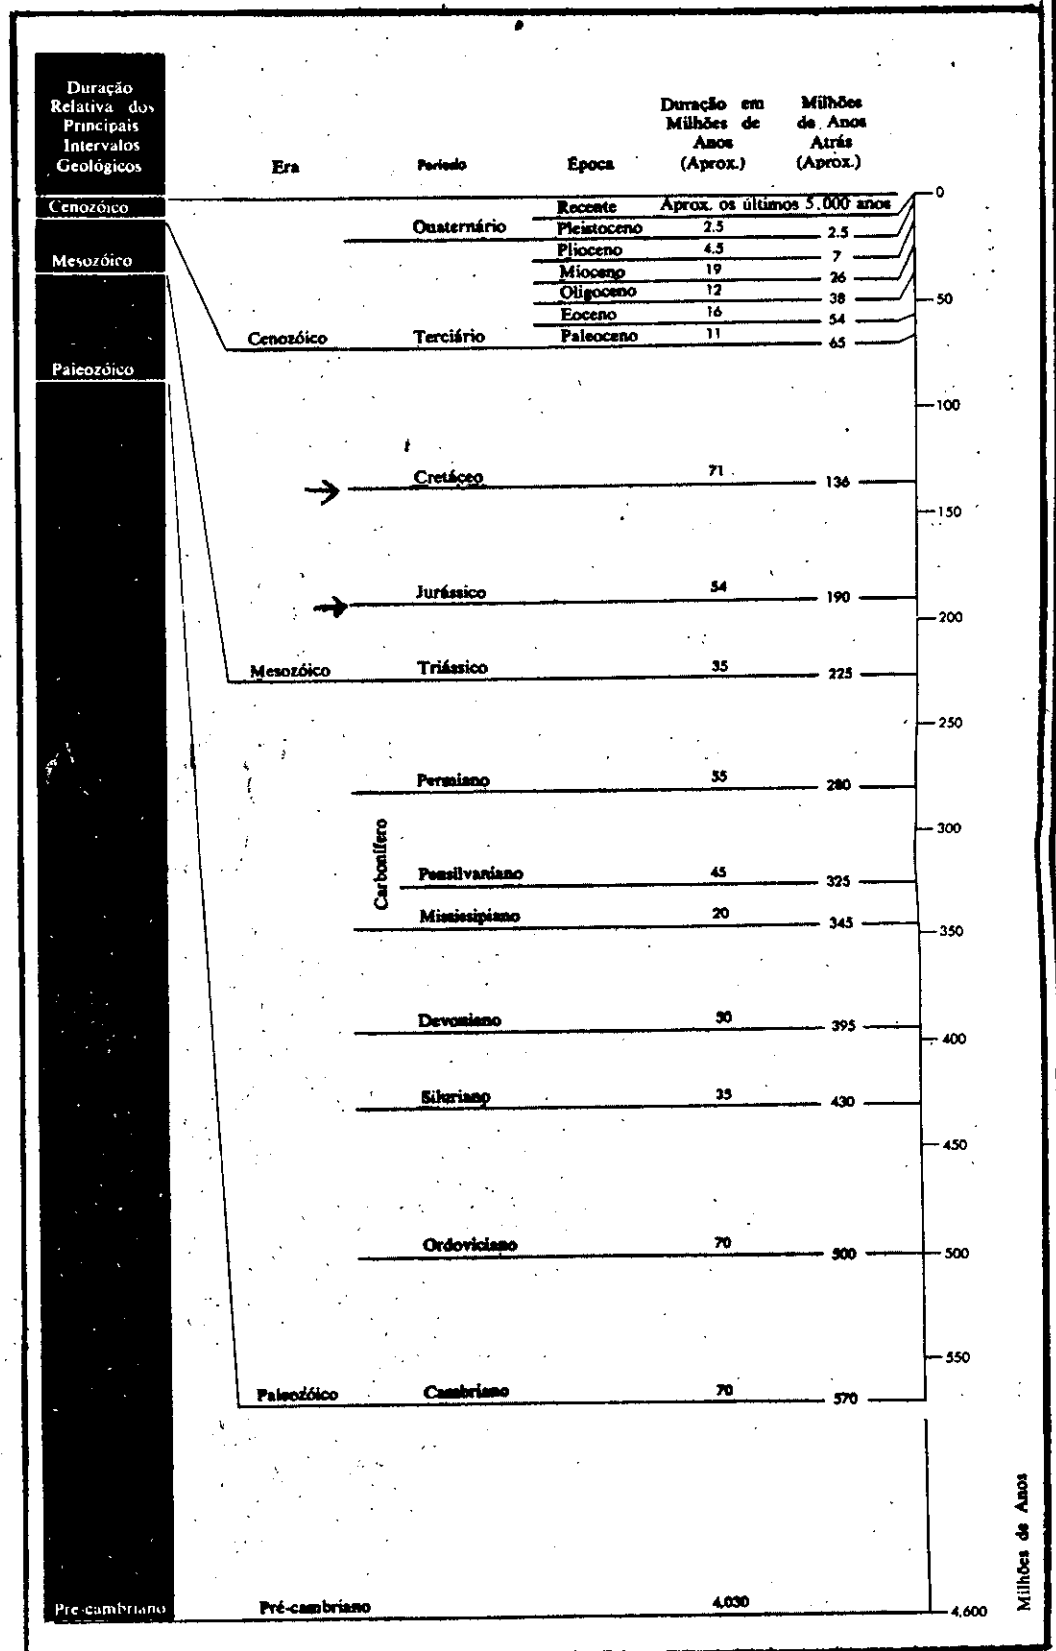 Duração
Relativa dos
Principais
Intervalos
Geológicos
Era
Período
Época
Duração em
Milhões de
Anos
(Aprox.)
Milhões
de Anos
Atrás
(Aprox.)
Cenozóico
Mesozóico
Paleozóico
Pré-cambriano
0
Recente Aprox. os últimos 5.000 anos
Quaternário Pleistoceno 2.5 2.5
Plioceno 4.5 7
Mioceno 19 26
Oligoceno 12 38
50
Eoceno 16 54
Cenozóico Terciário Paleoceno 11 65
100
Cretáceo 71 136
150
Jurássico 54 190
200
Mesozóico Triássico 35 225
250
Permiano 55 280
300
Carbonífero
Pensilvaniano 45 325
Mississipiano 20 345
350
Devoniano 50 395
400
Siluriano 35 430
450
Ordoviciano 70 500
500
550
Paleozóico Cambriano 70 570
Milhões de Anos
Pré-cambriano 4.030
4.600